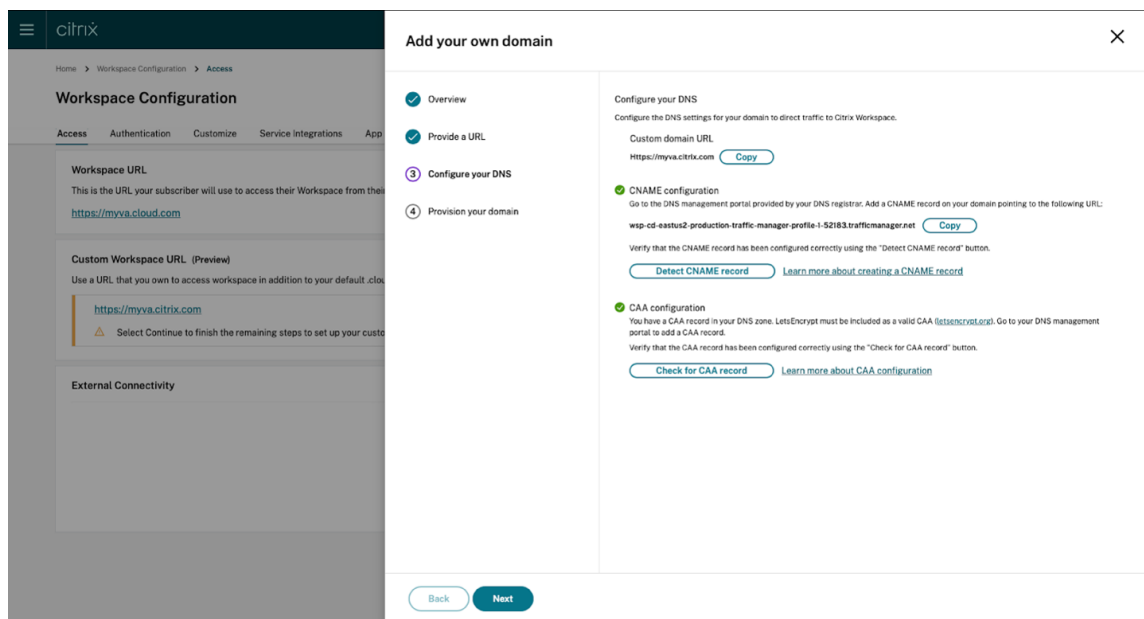 citrix
Home > Workspace Configuration > Access
Workspace Configuration
Access Authentication Customize Service Integrations App
Workspace URL
This is the URL your subscriber will use to access their Workspace from thei
https://myva.cloud.com
Custom Workspace URL (Preview)
Use a URL that you own to access workspace in addition to your default .clou
https://myva.citrix.com
Select Continue to finish the remaining steps to set up your custo
External Connectivity
Add your own domain
Overview
Provide a URL
3 Configure your DNS
4 Provision your domain
Configure your DNS
Configure the DNS settings for your domain to direct traffic to Citrix Workspace.
Custom domain URL
Https://myva.citrix.com Copy
CNAME configuration
Go to the DNS management portal provided by your DNS registrar. Add a CNAME record on your domain pointing to the following URL:
wsp-cd-eastus2-production-traffic-manager-profile-1-52183.trafficmanager.net Copy
Verify that the CNAME record has been configured correctly using the "Detect CNAME record" button.
Detect CNAME record Learn more about creating a CNAME record
CAA configuration
You have a CAA record in your DNS zone. LetsEncrypt must be included as a valid CAA (letsencrypt.org). Go to your DNS management
portal to add a CAA record.
Verify that the CAA record has been configured correctly using the "Check for CAA record" button.
Check for CAA record Learn more about CAA configuration
Back Next